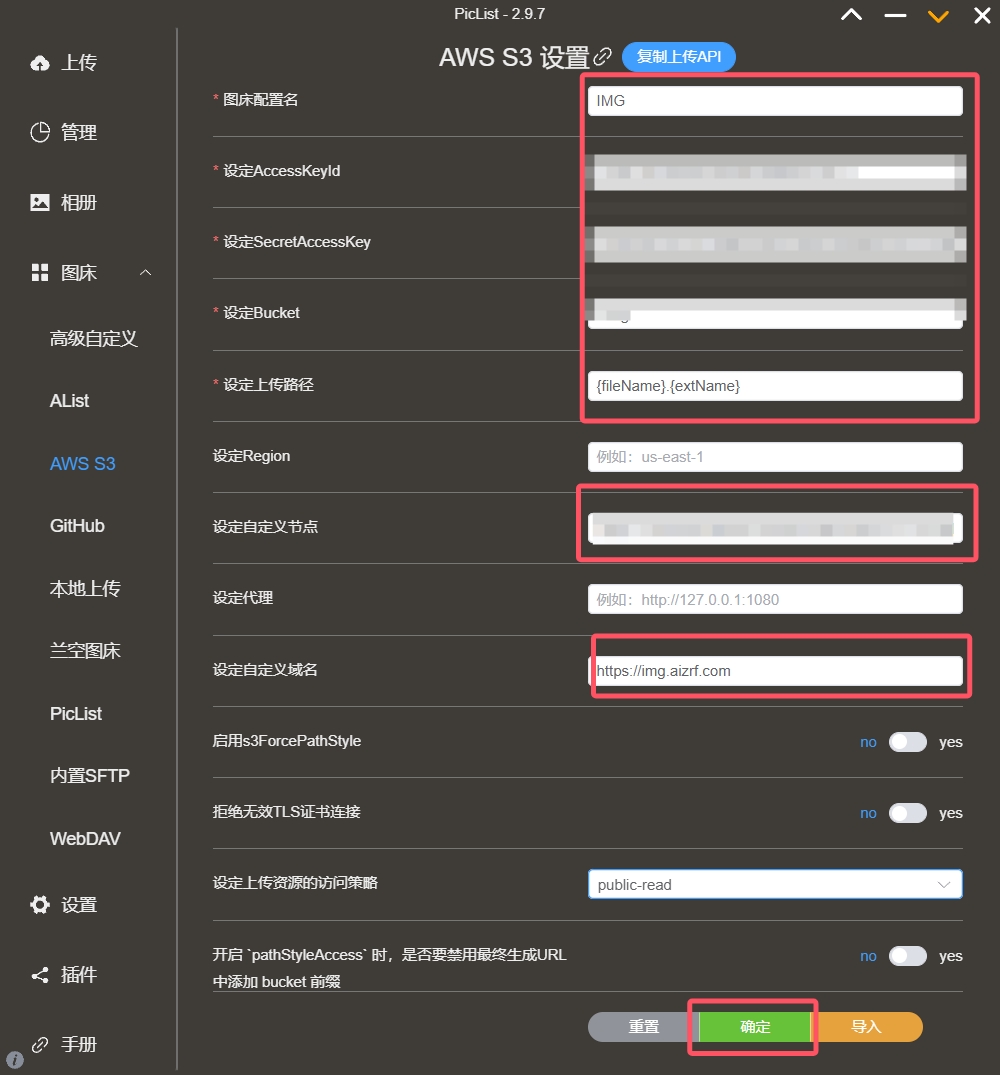 PicList - 2.9.7
上传
管理
相册
图床
高级自定义
AList
AWS S3
GitHub
本地上传
兰空图床
PicList
内置SFTP
WebDAV
设置
插件
手册
AWS S3 设置 复制上传API
* 图床配置名 IMG
* 设定AccessKeyId
* 设定SecretAccessKey
* 设定Bucket
* 设定上传路径 {fileName}.{extName}
设定Region 例如：us-east-1
设定自定义节点
设定代理 例如：http://127.0.0.1:1080
设定自定义域名 https://img.aizrf.com
启用s3ForcePathStyle no yes
拒绝无效TLS证书连接 no yes
设定上传资源的访问策略 public-read
开启 `pathStyleAccess` 时，是否要禁用最终生成URL no yes
中添加 bucket 前缀
重置 确定 导入